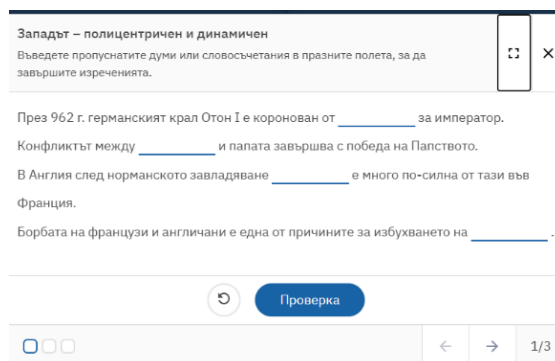 Западът – полицентричен и динамичен
Въведете пропуснатите думи или словосъчетания в празните полета, за да
завършите изреченията.
През 962 г. германският крал Отон I е коронован от __________ за император.
Конфликтът между __________ и папата завършва с победа на Папството.
В Англия след норманското завладяване __________ е много по-силна от тази във
Франция.
Борбата на французи и англичани е една от причините за избухването на __________ .
Проверка
1/3